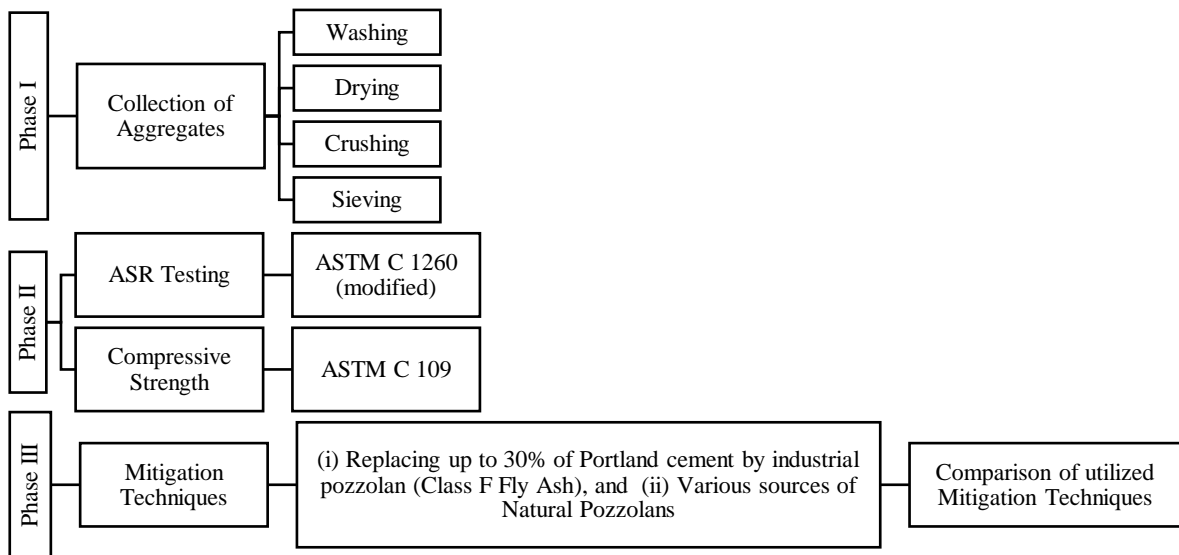 Phase I
Collection of
Aggregates
Washing
Drying
Crushing
Sieving
Phase II
ASR Testing
ASTM C 1260
(modified)
Compressive
Strength
ASTM C 109
Phase III
Mitigation
Techniques
(i) Replacing up to 30% of Portland cement by industrial
pozzolan (Class F Fly Ash), and (ii) Various sources of
Natural Pozzolans
Comparison of utilized
Mitigation Techniques